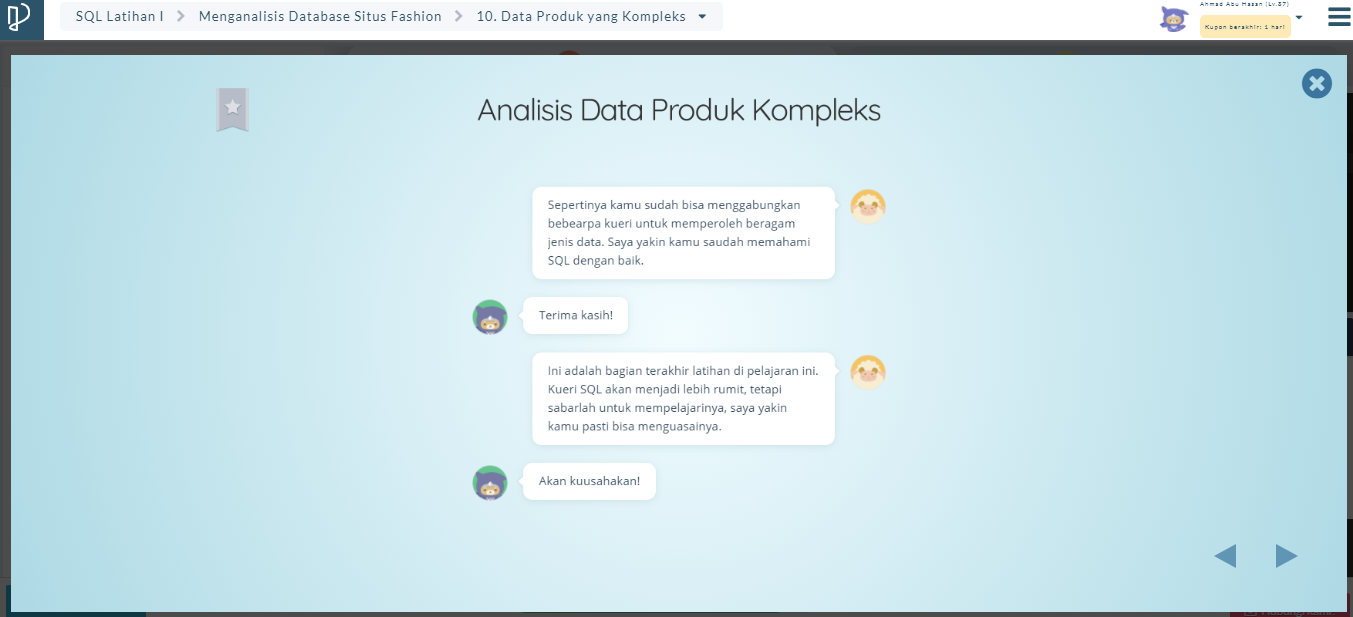 SQL Latihan I
Menganalisis Database Situs Fashion
10. Data Produk yang Kompleks
Ahmad Abu Hasan (Lv.87)
Kupon berakhir: 1 hari
Analisis Data Produk Kompleks
Sepertinya kamu sudah bisa menggabungkan
bebearpa kueri untuk memperoleh beragam
jenis data. Saya yakin kamu saudah memahami
SQL dengan baik.
Terima kasih!
Ini adalah bagian terakhir latihan di pelajaran ini.
Kueri SQL akan menjadi lebih rumit, tetapi
sabarlah untuk mempelajarinya, saya yakin
kamu pasti bisa menguasainya.
Akan kuusahakan!